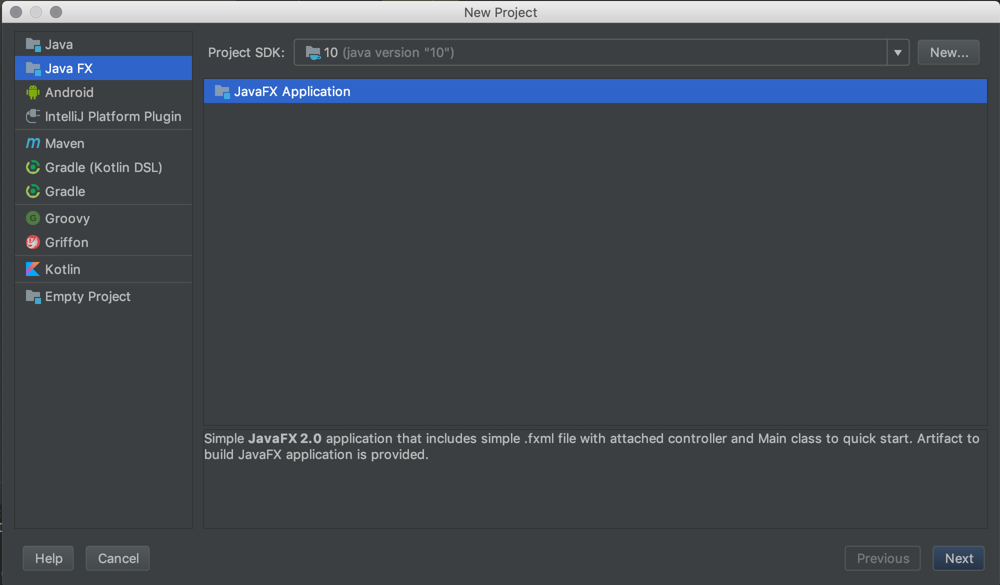 New Project
Java
Java FX
Android
IntelliJ Platform Plugin
Maven
Gradle (Kotlin DSL)
Gradle
Groovy
Griffon
Kotlin
Empty Project
Project SDK: 10 (java version "10") New...
JavaFX Application
Simple JavaFX 2.0 application that includes simple .fxml file with attached controller and Main class to quick start. Artifact to
build JavaFX application is provided.
Help Cancel Previous Next